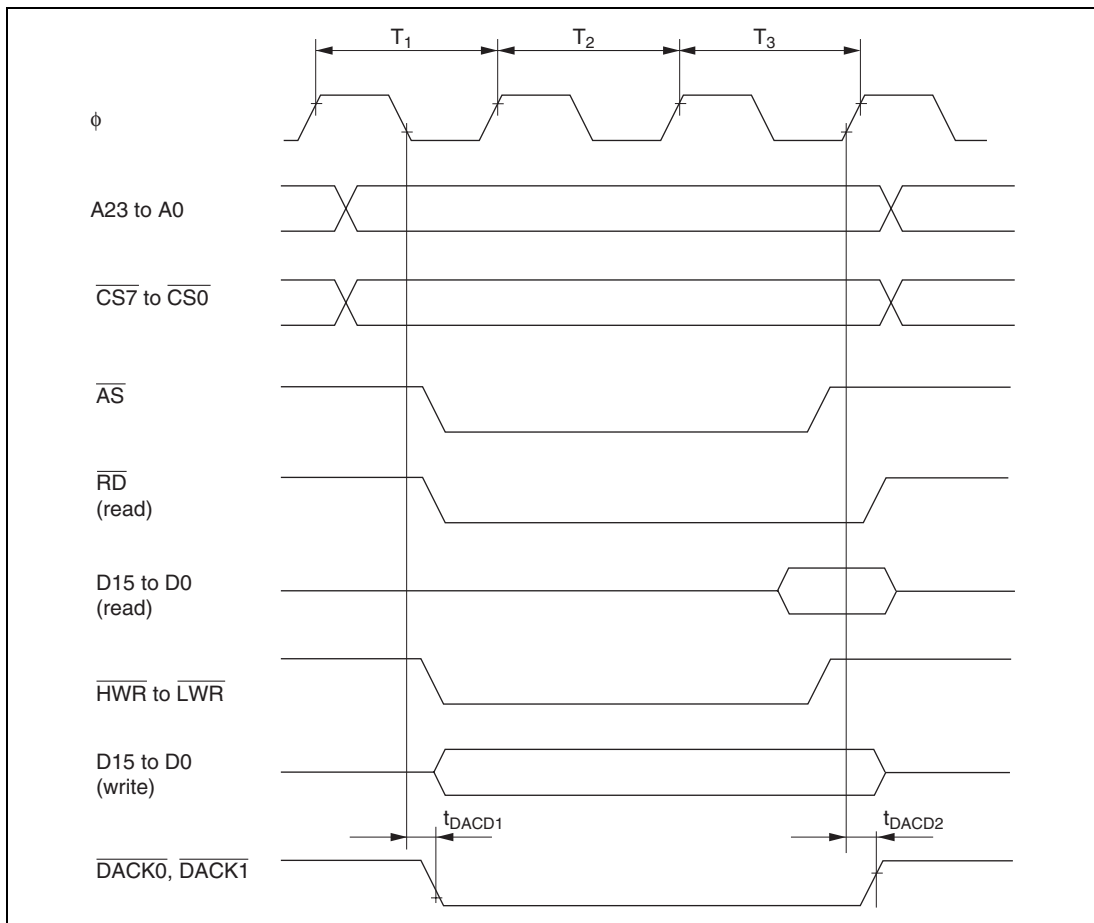 T1 T2 T3
ϕ
A23 to A0
CS7 to CS0
AS
RD
(read)
D15 to D0
(read)
HWR to LWR
D15 to D0
(write)
tDACD1 tDACD2
DACK0, DACK1